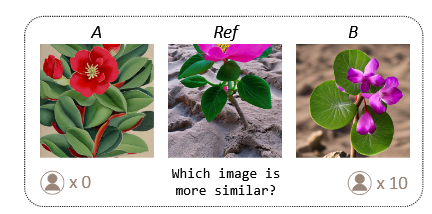 A Ref B
Which image is
more similar?
x 0
x 10